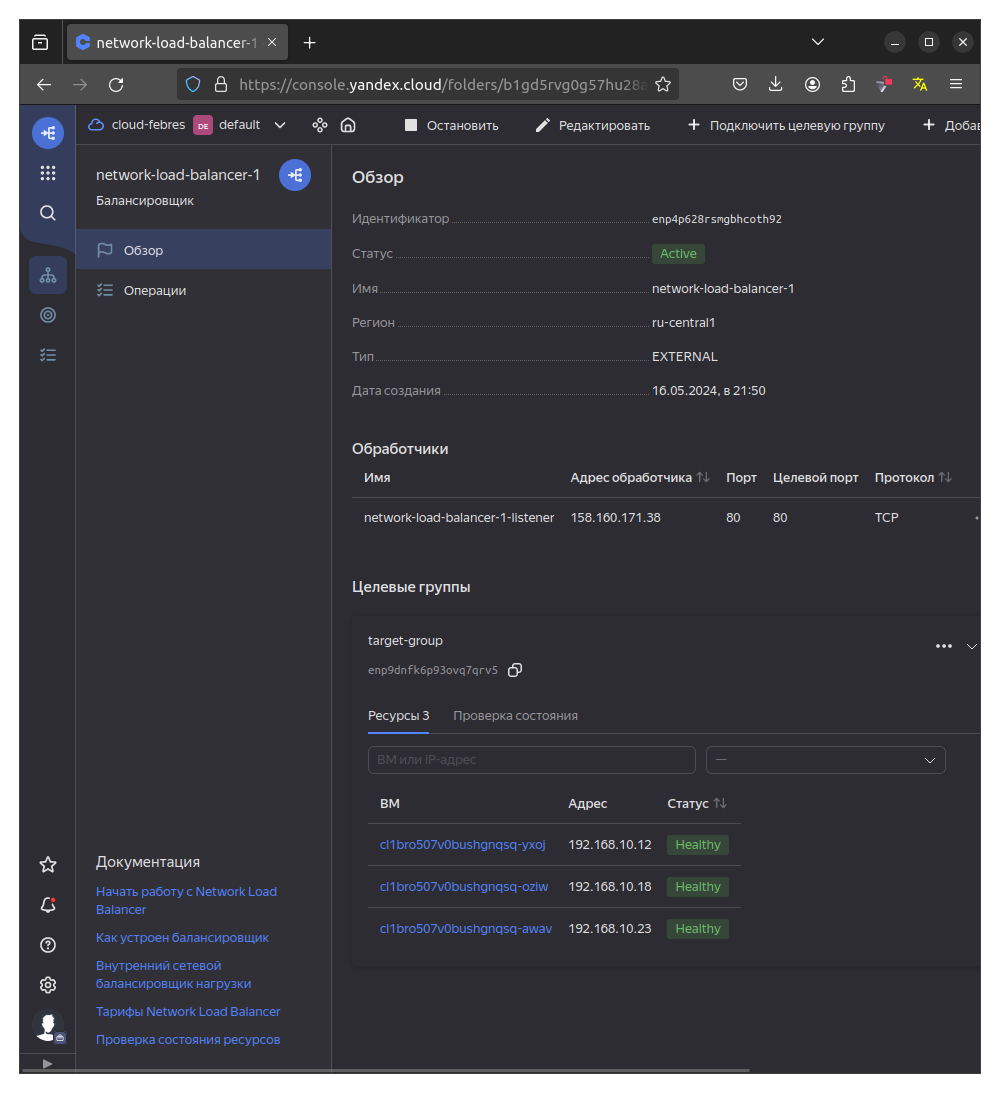 network-load-balancer-1
https://console.yandex.cloud/folders/b1gd5rvg0g57hu28a
cloud-febres DE default
Остановить Редактировать Подключить целевую группу Добав
network-load-balancer-1
Балансировщик
Обзор
Операции
Документация
Начать работу с Network Load
Balancer
Как устроен балансировщик
Внутренний сетевой
балансировщик нагрузки
Тарифы Network Load Balancer
Проверка состояния ресурсов
Обзор
Идентификатор enp4p628rsmgbhcoth92
Статус Active
Имя network-load-balancer-1
Регион ru-central1
Тип EXTERNAL
Дата создания 16.05.2024, в 21:50
Обработчики
Имя Адрес обработчика Порт Целевой порт Протокол
network-load-balancer-1-listener 158.160.171.38 80 80 TCP
Целевые группы
target-group
enp9dnfk6p93ovq7qrv5
Ресурсы 3 Проверка состояния
ВМ или IP-адрес —
ВМ Адрес Статус
cl1bro507v0bushgnqsq-yxoj 192.168.10.12 Healthy
cl1bro507v0bushgnqsq-oziw 192.168.10.18 Healthy
cl1bro507v0bushgnqsq-awav 192.168.10.23 Healthy